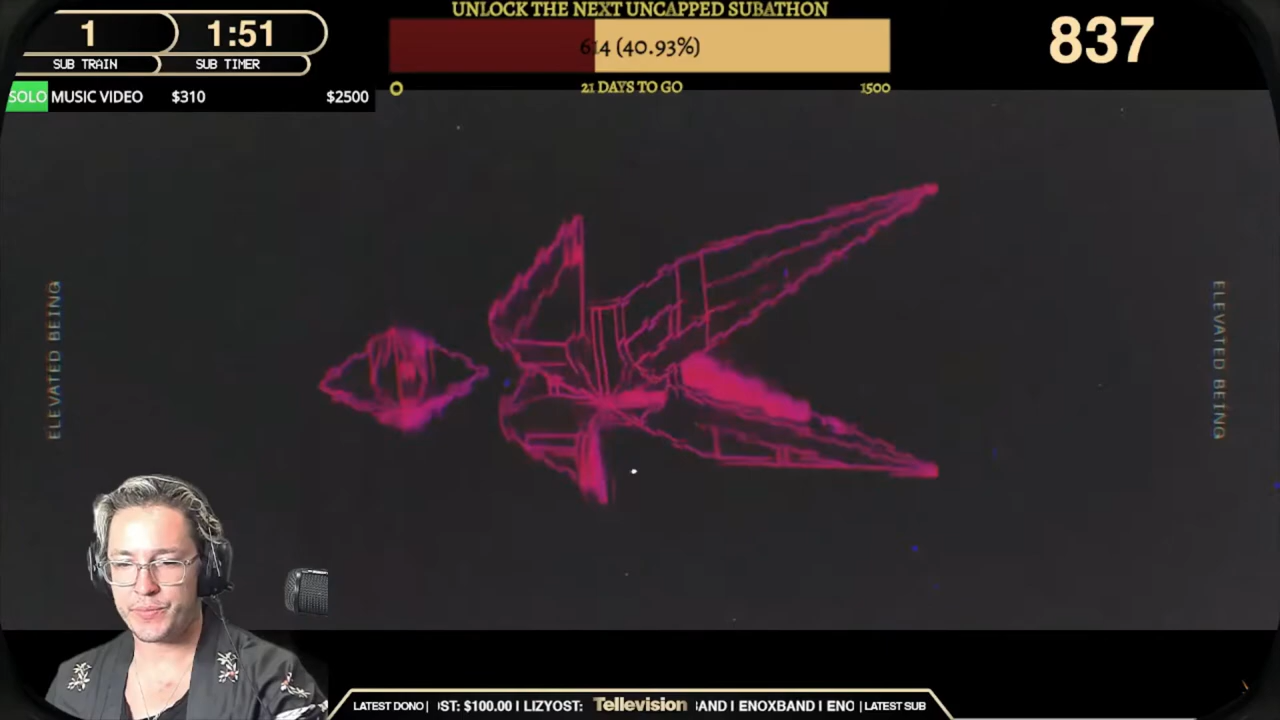 UNLOCK THE NEXT UNCAPPED SUBATHON
1
1:51
SUB TRAIN
SUB TIMER
614 (40.93%)
0
21 DAYS TO GO
1500
837
SOLO MUSIC VIDEO $310 $2500
ELEVATED BEING
ELEVATED BEING
LATEST DONO | IST: $100.00 | LIZYOST:
Tellevision
AND | ENOXBAND | ENO | LATEST SUB